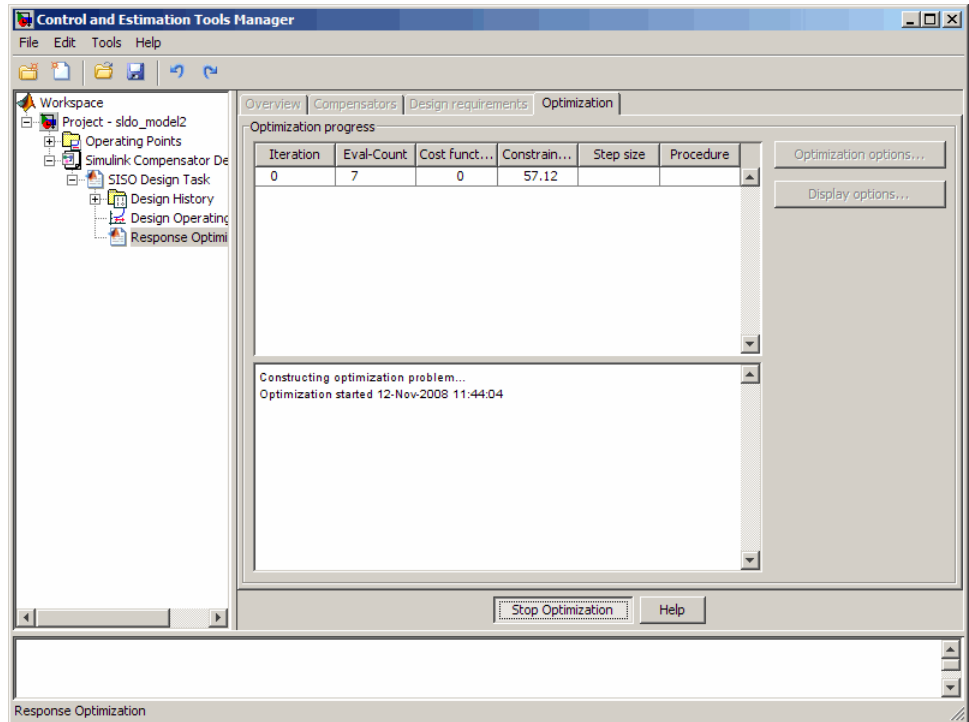 Control and Estimation Tools Manager
File Edit Tools Help
Workspace
Project - sldo_model2
Operating Points
Simulink Compensator De
SISO Design Task
Design History
Design Operating
Response Optimi
Overview Compensators Design requirements Optimization
Optimization progress
Iteration Eval-Count Cost funct... Constrain... Step size Procedure
0 7 0 57.12
Optimization options...
Display options...
Constructing optimization problem...
Optimization started 12-Nov-2008 11:44:04
Stop Optimization Help
Response Optimization